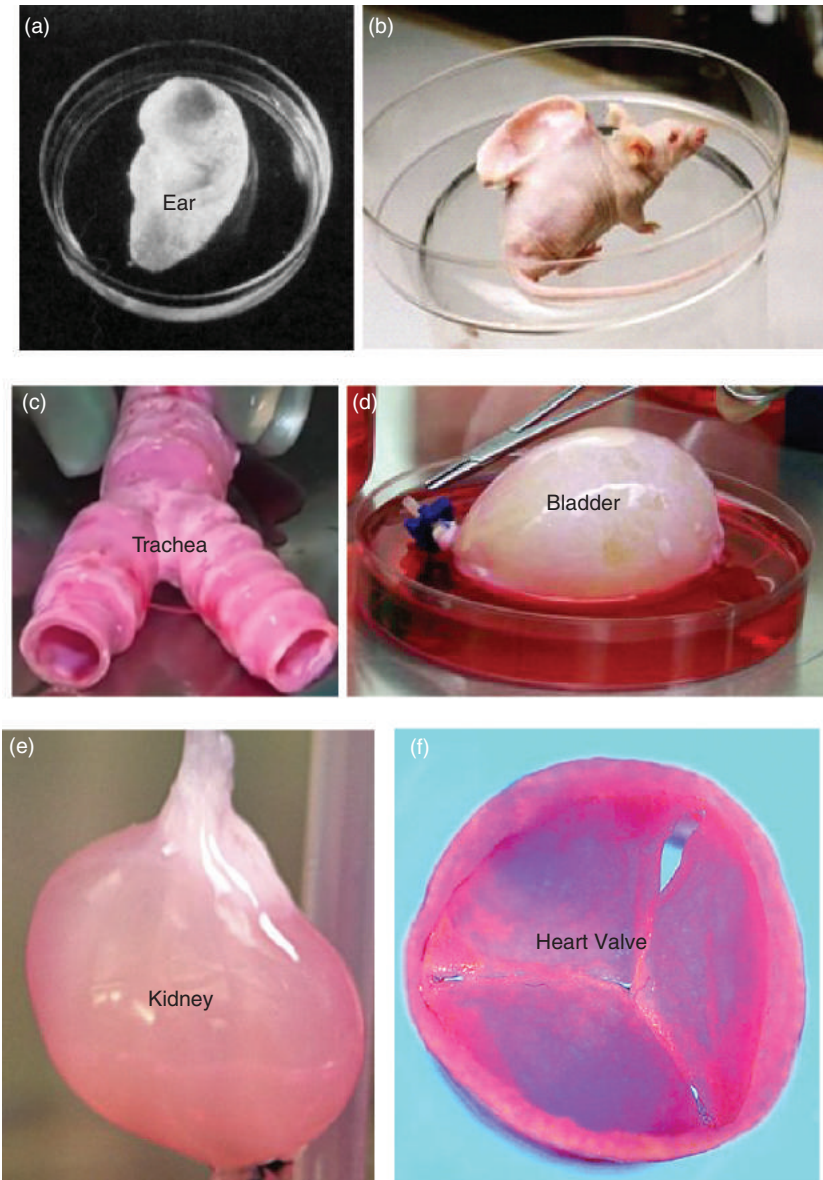 (a)
Ear
(b)
(c)
Trachea
(d)
Bladder
(e)
Kidney
(f)
Heart Valve